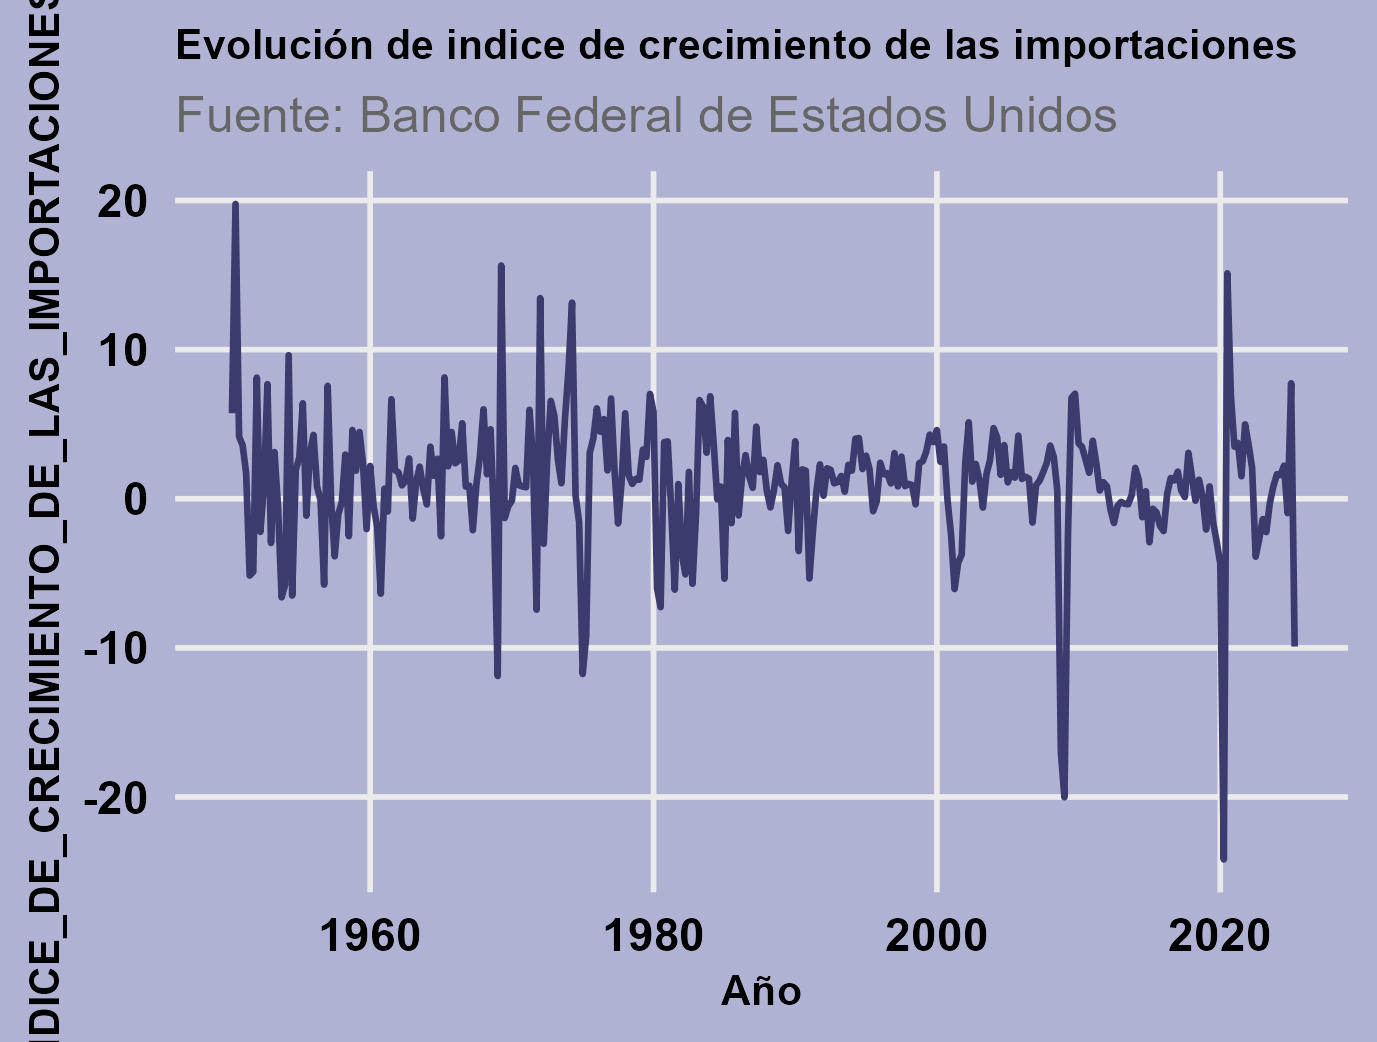 Evolución de indice de crecimiento de las importaciones
Fuente: Banco Federal de Estados Unidos
NDICE_DE_CRECIMIENTO_DE_LAS_IMPORTACIONES
20
10
0
-10
-20
1960 1980 2000 2020
Año